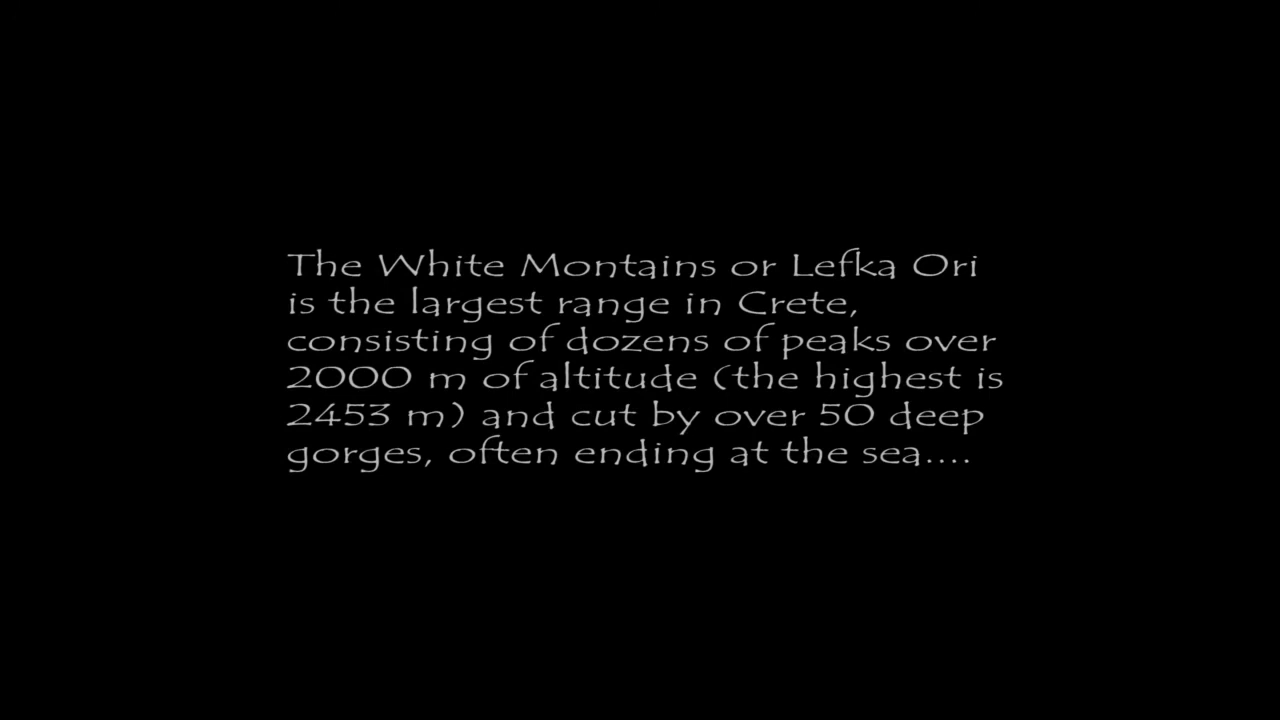 The White Montains or Lefka Ori
is the largest range in Crete,
consisting of dozens of peaks over
2000 m of altitude (the highest is
2453 m) and cut by over 50 deep
gorges, often ending at the sea....